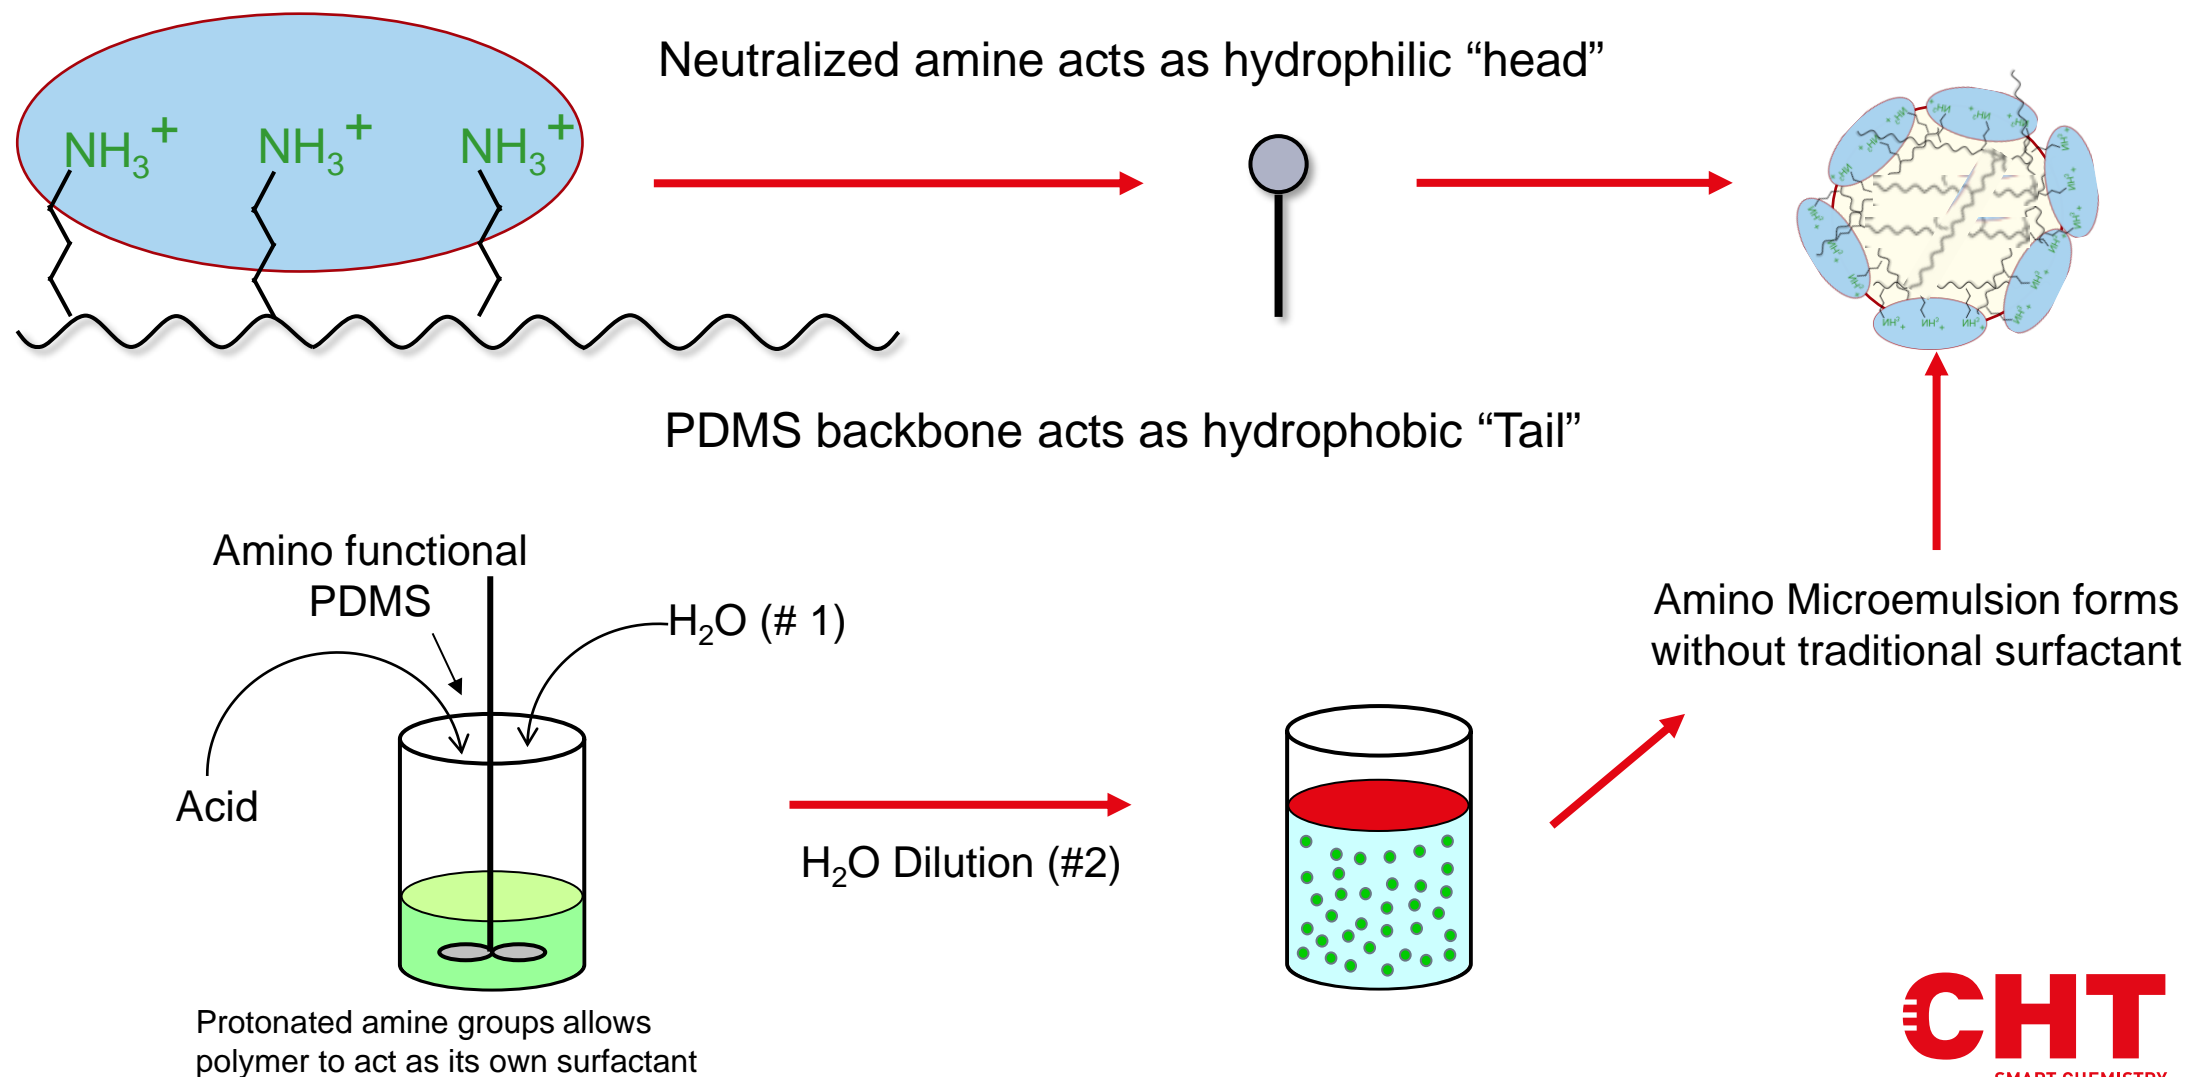 Neutralized amine acts as hydrophilic “head”
NH₃⁺ NH₃⁺ NH₃⁺
PDMS backbone acts as hydrophobic “Tail”
Amino functional
PDMS
H₂O (# 1)
Acid
H₂O Dilution (#2)
Amino Microemulsion forms
without traditional surfactant
Protonated amine groups allows
polymer to act as its own surfactant
CHT
SMART CHEMISTRY